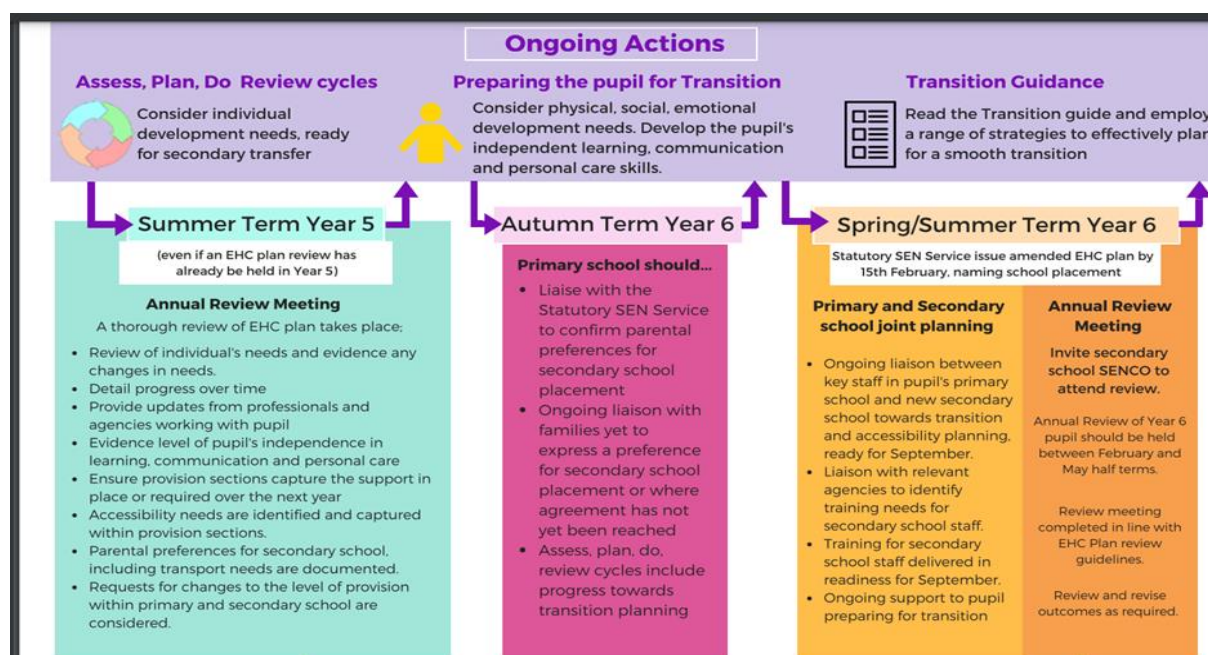 Ongoing Actions
Assess, Plan, Do Review cycles
Consider individual
development needs, ready
for secondary transfer
Preparing the pupil for Transition
Consider physical, social, emotional
development needs. Develop the pupil's
independent learning, communication
and personal care skills.
Transition Guidance
Read the Transition guide and employ
a range of strategies to effectively plan
for a smooth transition
Summer Term Year 5
(even if an EHC plan review has
already be held in Year 5)
Annual Review Meeting
A thorough review of EHC plan takes place;
• Review of individual's needs and evidence any
changes in needs.
• Detail progress over time
• Provide updates from professionals and
agencies working with pupil
• Evidence level of pupil's independence in
learning, communication and personal care
• Ensure provision sections capture the support in
place or required over the next year
• Accessibility needs are identified and captured
within provision sections.
• Parental preferences for secondary school,
including transport needs are documented.
• Requests for changes to the level of provision
within primary and secondary school are
considered.
Autumn Term Year 6
Primary school should...
• Liaise with the
Statutory SEN Service
to confirm parental
preferences for
secondary school
placement
• Ongoing liaison with
families yet to
express a preference
for secondary school
placement or where
agreement has not
yet been reached
• Assess, plan, do,
review cycles include
progress towards
transition planning
Spring/Summer Term Year 6
Statutory SEN Service issue amended EHC plan by
15th February, naming school placement
Primary and Secondary
school joint planning
• Ongoing liaison between
key staff in pupil's primary
school and new secondary
school towards transition
and accessibility planning,
ready for September.
• Liaison with relevant
agencies to identify
training needs for
secondary school staff.
• Training for secondary
school staff delivered in
readiness for September.
• Ongoing support to pupil
preparing for transition
Annual Review
Meeting
Invite secondary
school SENCO to
attend review.
Annual Review of Year 6
pupil should be held
between February and
May half terms.
Review meeting
completed in line with
EHC Plan review
guidelines.
Review and revise
outcomes as required.